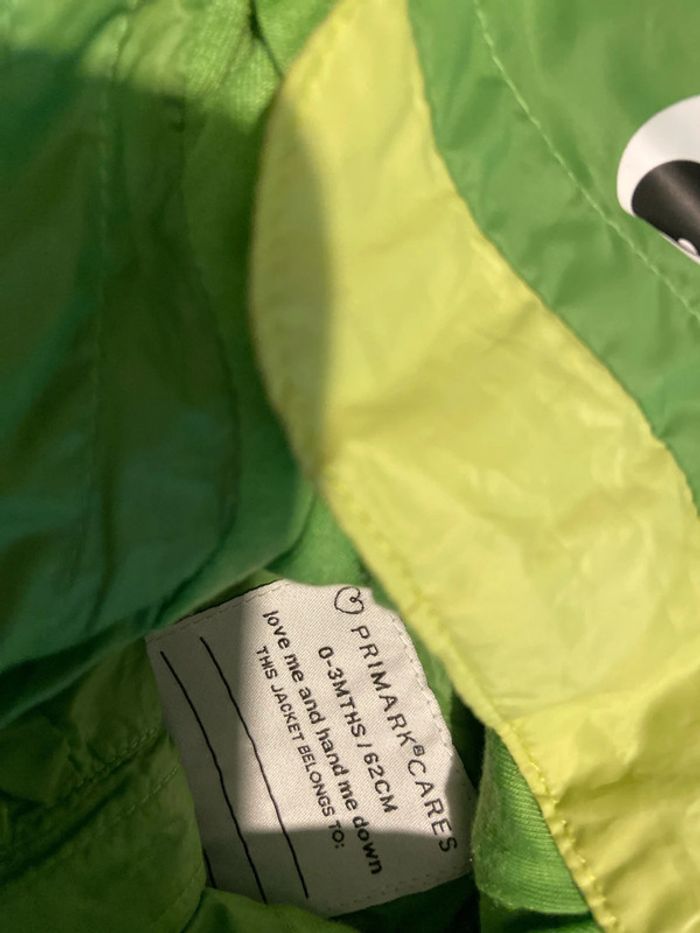 PRIMARK® CARES
0-3MTHS / 62CM
love me and hand me down
THIS JACKET BELONGS TO: